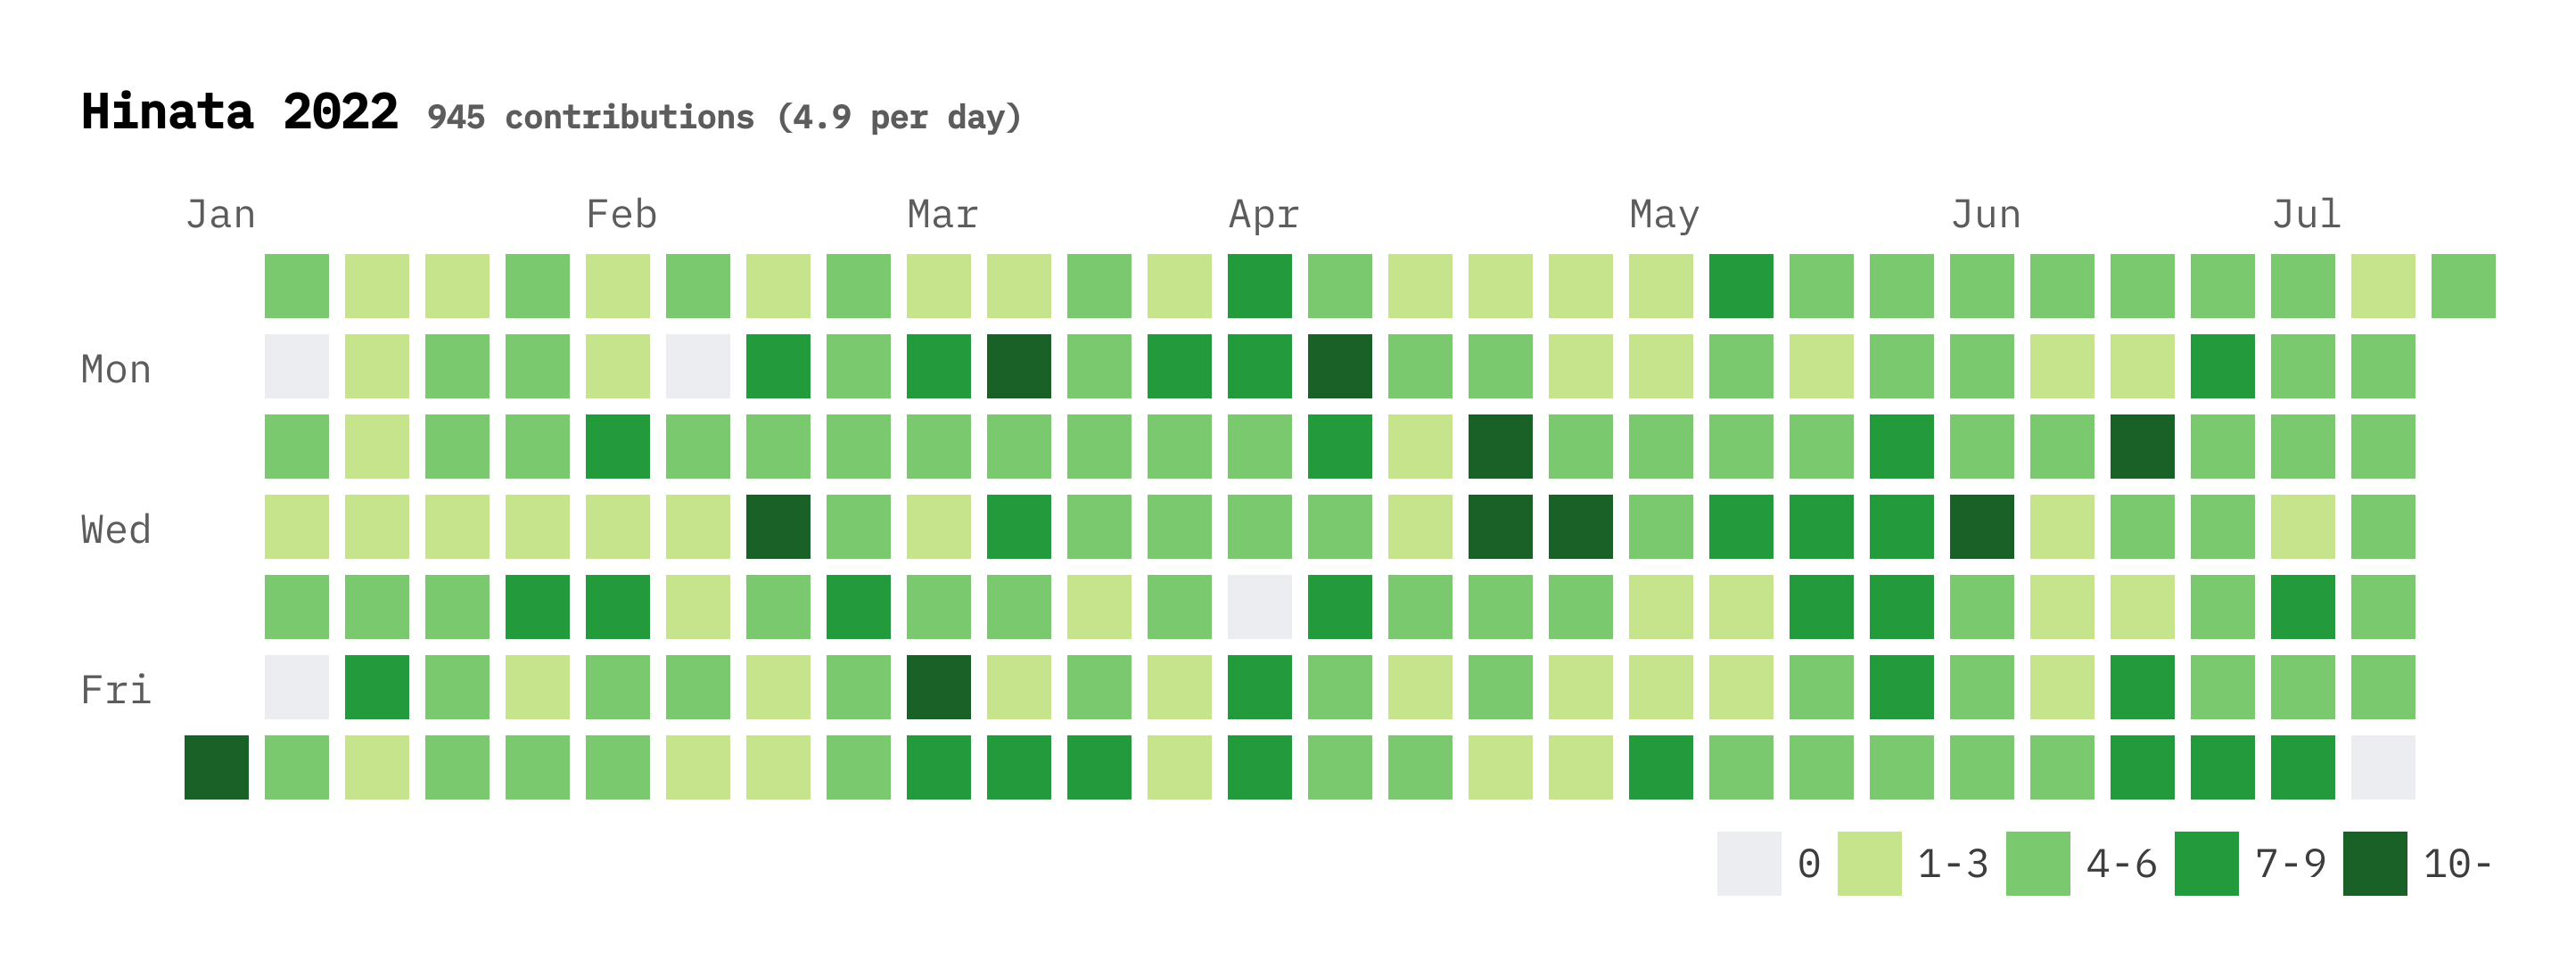 Hinata 2022 945 contributions (4.9 per day)
Jan Feb Mar Apr May Jun Jul
Mon
Wed
Fri
0 1-3 4-6 7-9 10-